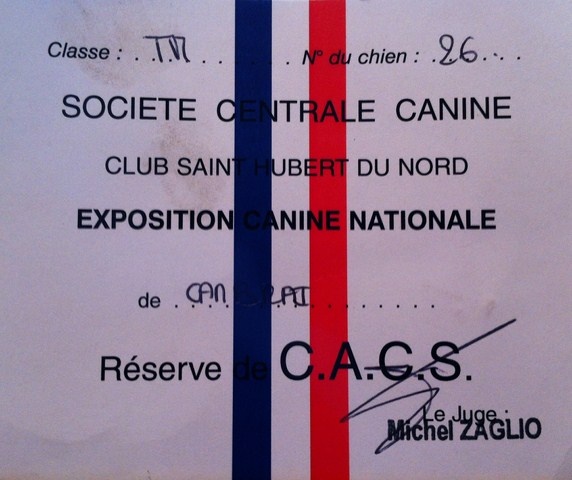 Classe : . . TM . . . . . N° du chien : . 26 . . .
SOCIETE CENTRALE CANINE
CLUB SAINT HUBERT DU NORD
EXPOSITION CANINE NATIONALE
de . . . . . . . . . . . . . . . . .
Réserve de C.A.C.S.
Le Juge :
Michel ZAGLIO